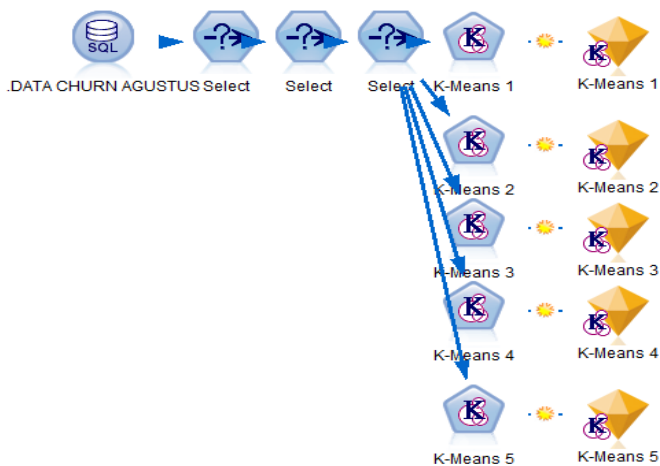 SQL
-?->
-?->
-?->
K
.DATA CHURN AGUSTUS
Select
Select
Select
K-Means 1
K
K-Means 1
K
K
K-Means 2
K-Means 2
K
K
K-Means 3
K-Means 3
K
K
K-Means 4
K-Means 4
K
K
K-Means 5
K-Means 5